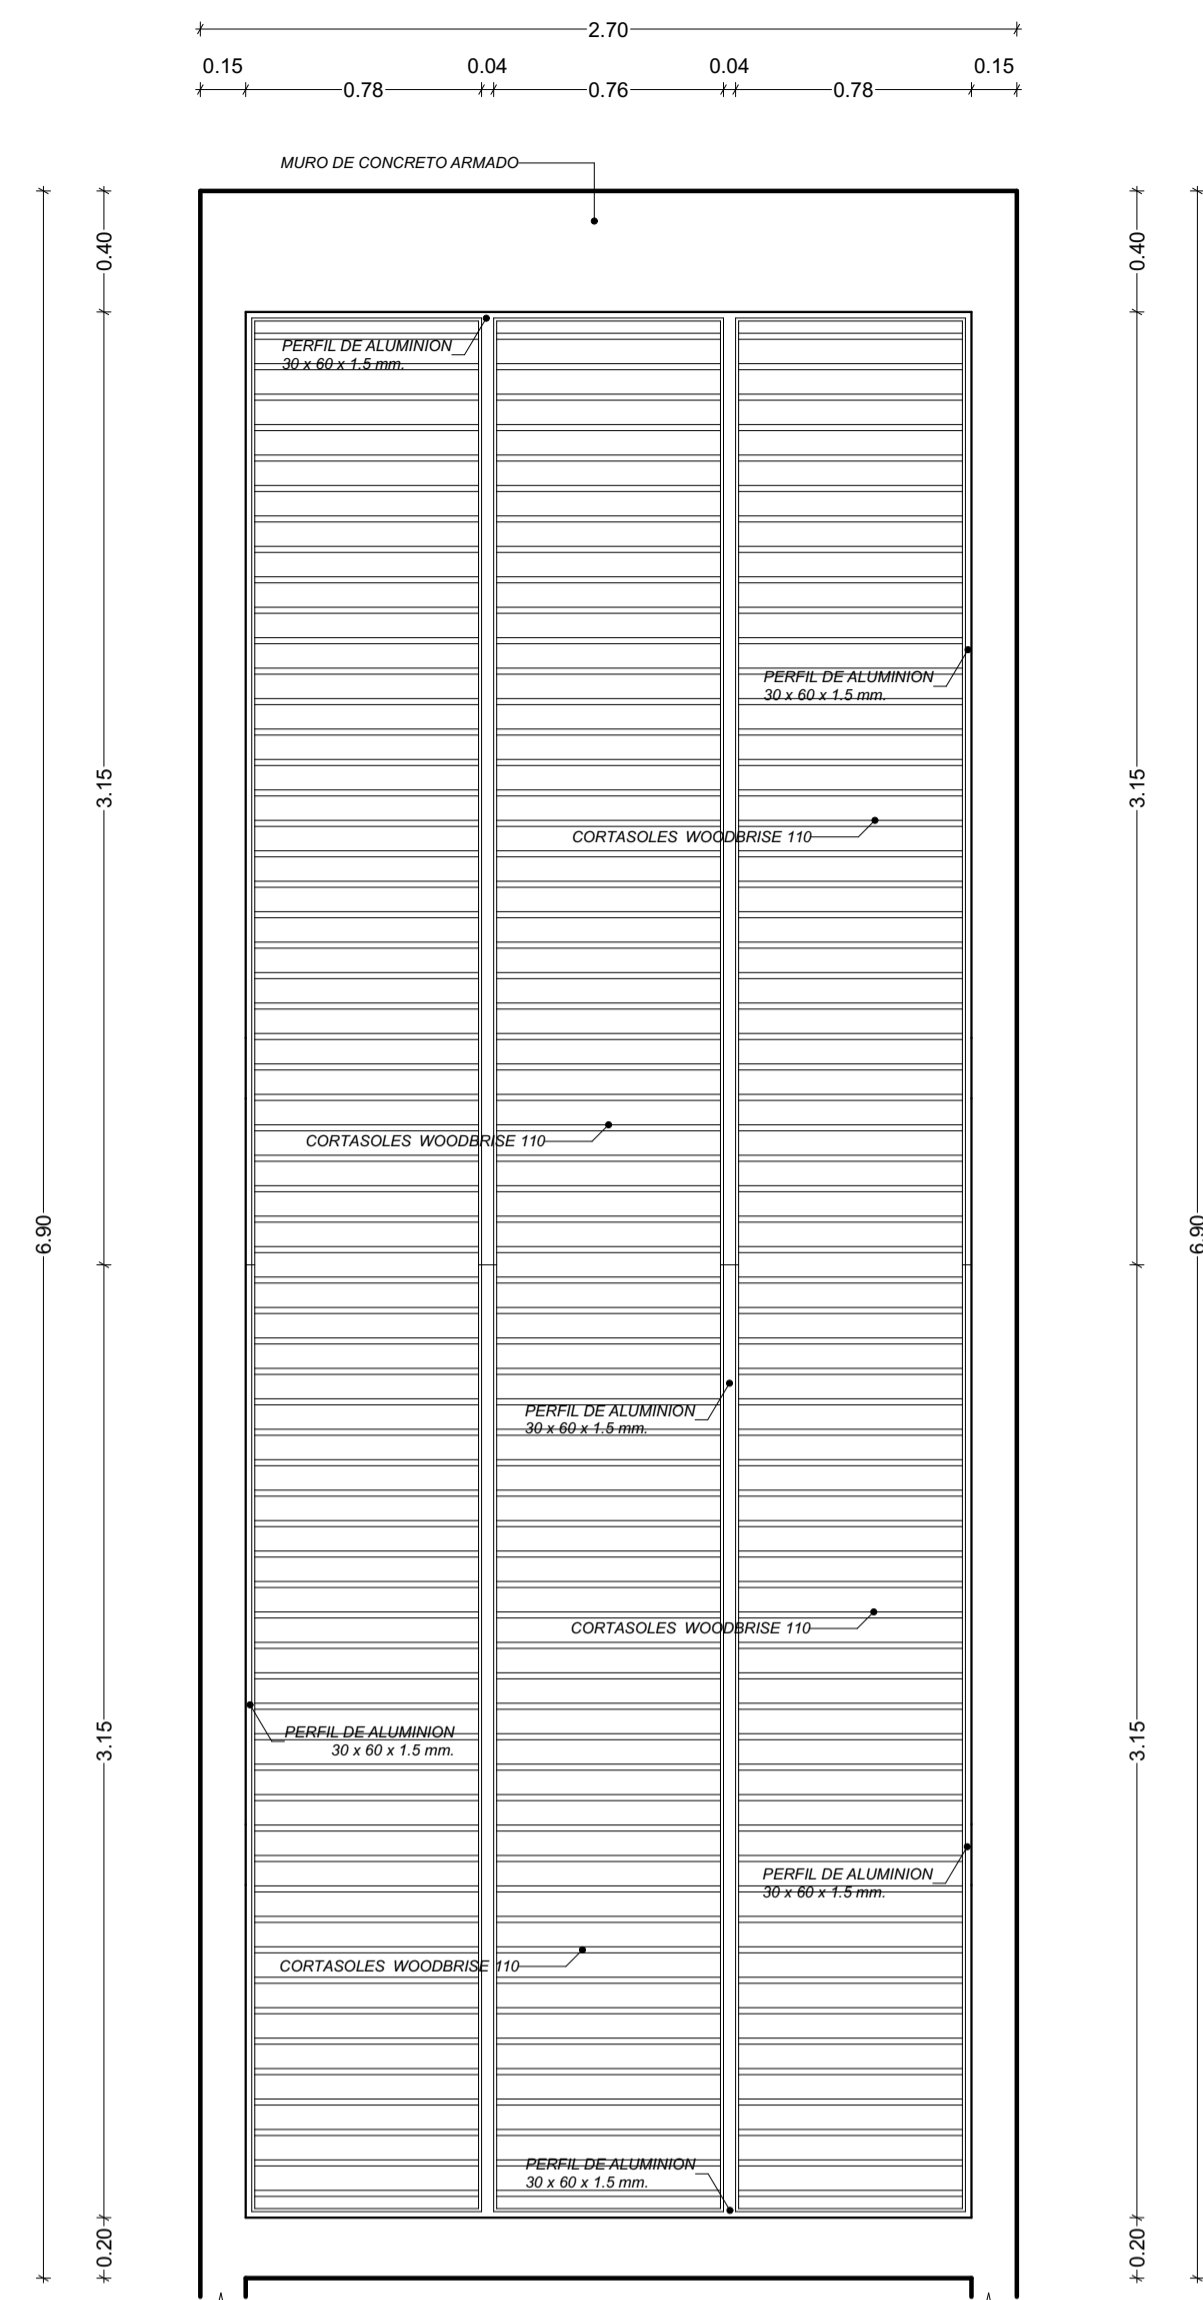 2.70
0.15 0.04 0.04 0.15
0.78 0.76 0.78
MURO DE CONCRETO ARMADO
0.40
0.40
PERFIL DE ALUMINION
30 x 60 x 1.5 mm.
PERFIL DE ALUMINION
30 x 60 x 1.5 mm.
3.15
3.15
CORTASOLES WOODBRISE 110
CORTASOLES WOODBRISE 110
6.90
6.90
PERFIL DE ALUMINION
30 x 60 x 1.5 mm.
CORTASOLES WOODBRISE 110
PERFIL DE ALUMINION
30 x 60 x 1.5 mm.
3.15
3.15
PERFIL DE ALUMINION
30 x 60 x 1.5 mm.
CORTASOLES WOODBRISE 110
PERFIL DE ALUMINION
30 x 60 x 1.5 mm.
0.20
0.20